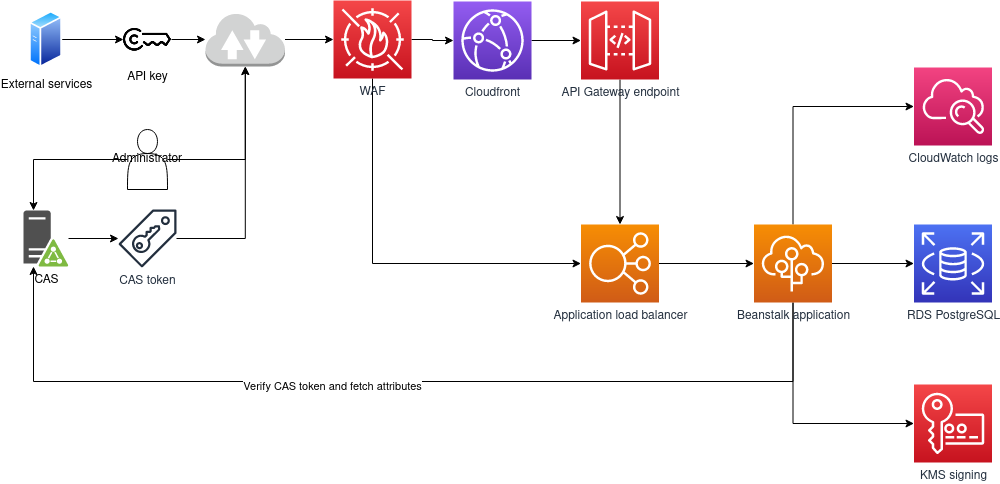 External services
API key
WAF
Cloudfront
API Gateway endpoint
CloudWatch logs
Administrator
CAS
CAS token
Application load balancer
Beanstalk application
RDS PostgreSQL
Verify CAS token and fetch attributes
KMS signing